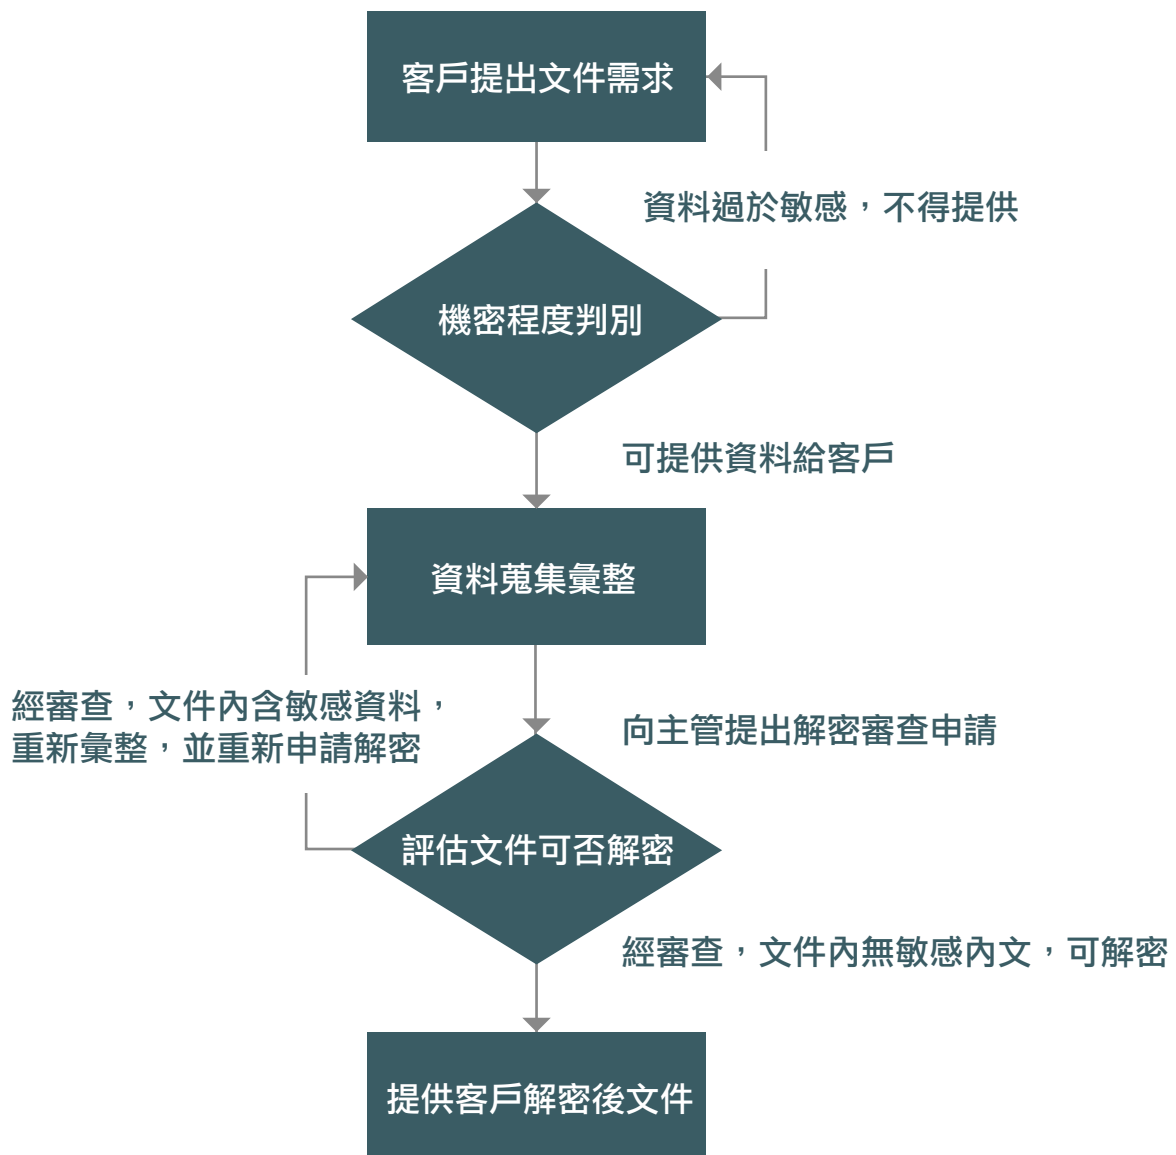 客戶提出文件需求
資料過於敏感，不得提供
機密程度判別
可提供資料給客戶
資料蒐集彙整
經審查，文件內含敏感資料，
重新彙整，並重新申請解密
向主管提出解密審查申請
評估文件可否解密
經審查，文件內無敏感內文，可解密
提供客戶解密後文件